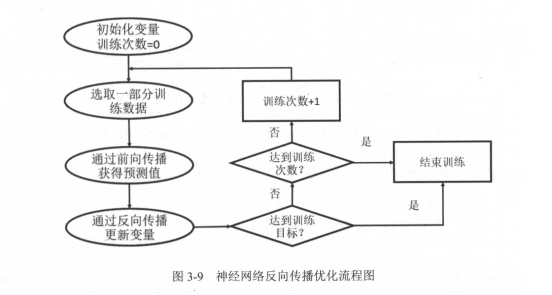 初始化变量
训练次数=0
选取一部分训
练数据
通过前向传播
获得预测值
通过反向传播
更新变量
训练次数+1
否
达到训练
次数？
是
结束训练
否
达到训练
目标？
是
图 3-9 神经网络反向传播优化流程图